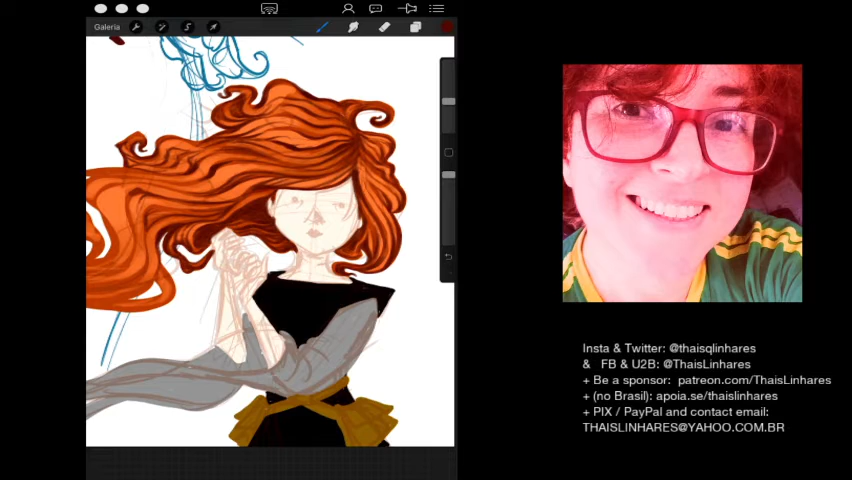 Galeria
Insta & Twitter: @thaisqlinhares
& FB & U2B: @ThaisLinhares
+ Be a sponsor: patreon.com/ThaisLinhares
+ (no Brasil): apoia.se/thaislinhares
+ PIX / PayPal and contact email:
THAISLINHARES@YAHOO.COM.BR